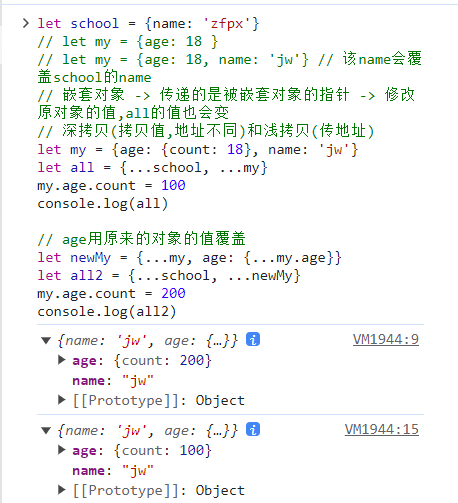 let school = {name: 'zfpx'}
// let my = {age: 18 }
// let my = {age: 18, name: 'jw'} // 该name会覆
盖school的name
// 嵌套对象 -> 传递的是被嵌套对象的指针 -> 修改
原对象的值,all的值也会变
// 深拷贝(拷贝值,地址不同)和浅拷贝(传地址)
let my = {age: {count: 18}, name: 'jw'}
let all = {...school, ...my}
my.age.count = 100
console.log(all)
// age用原来的对象的值覆盖
let newMy = {...my, age: {...my.age}}
let all2 = {...school, ...newMy}
my.age.count = 200
console.log(all2)
{name: 'jw', age: {…}} i VM1944:9
age: {count: 200}
name: "jw"
[[Prototype]]: Object
{name: 'jw', age: {…}} i VM1944:15
age: {count: 100}
name: "jw"
[[Prototype]]: Object